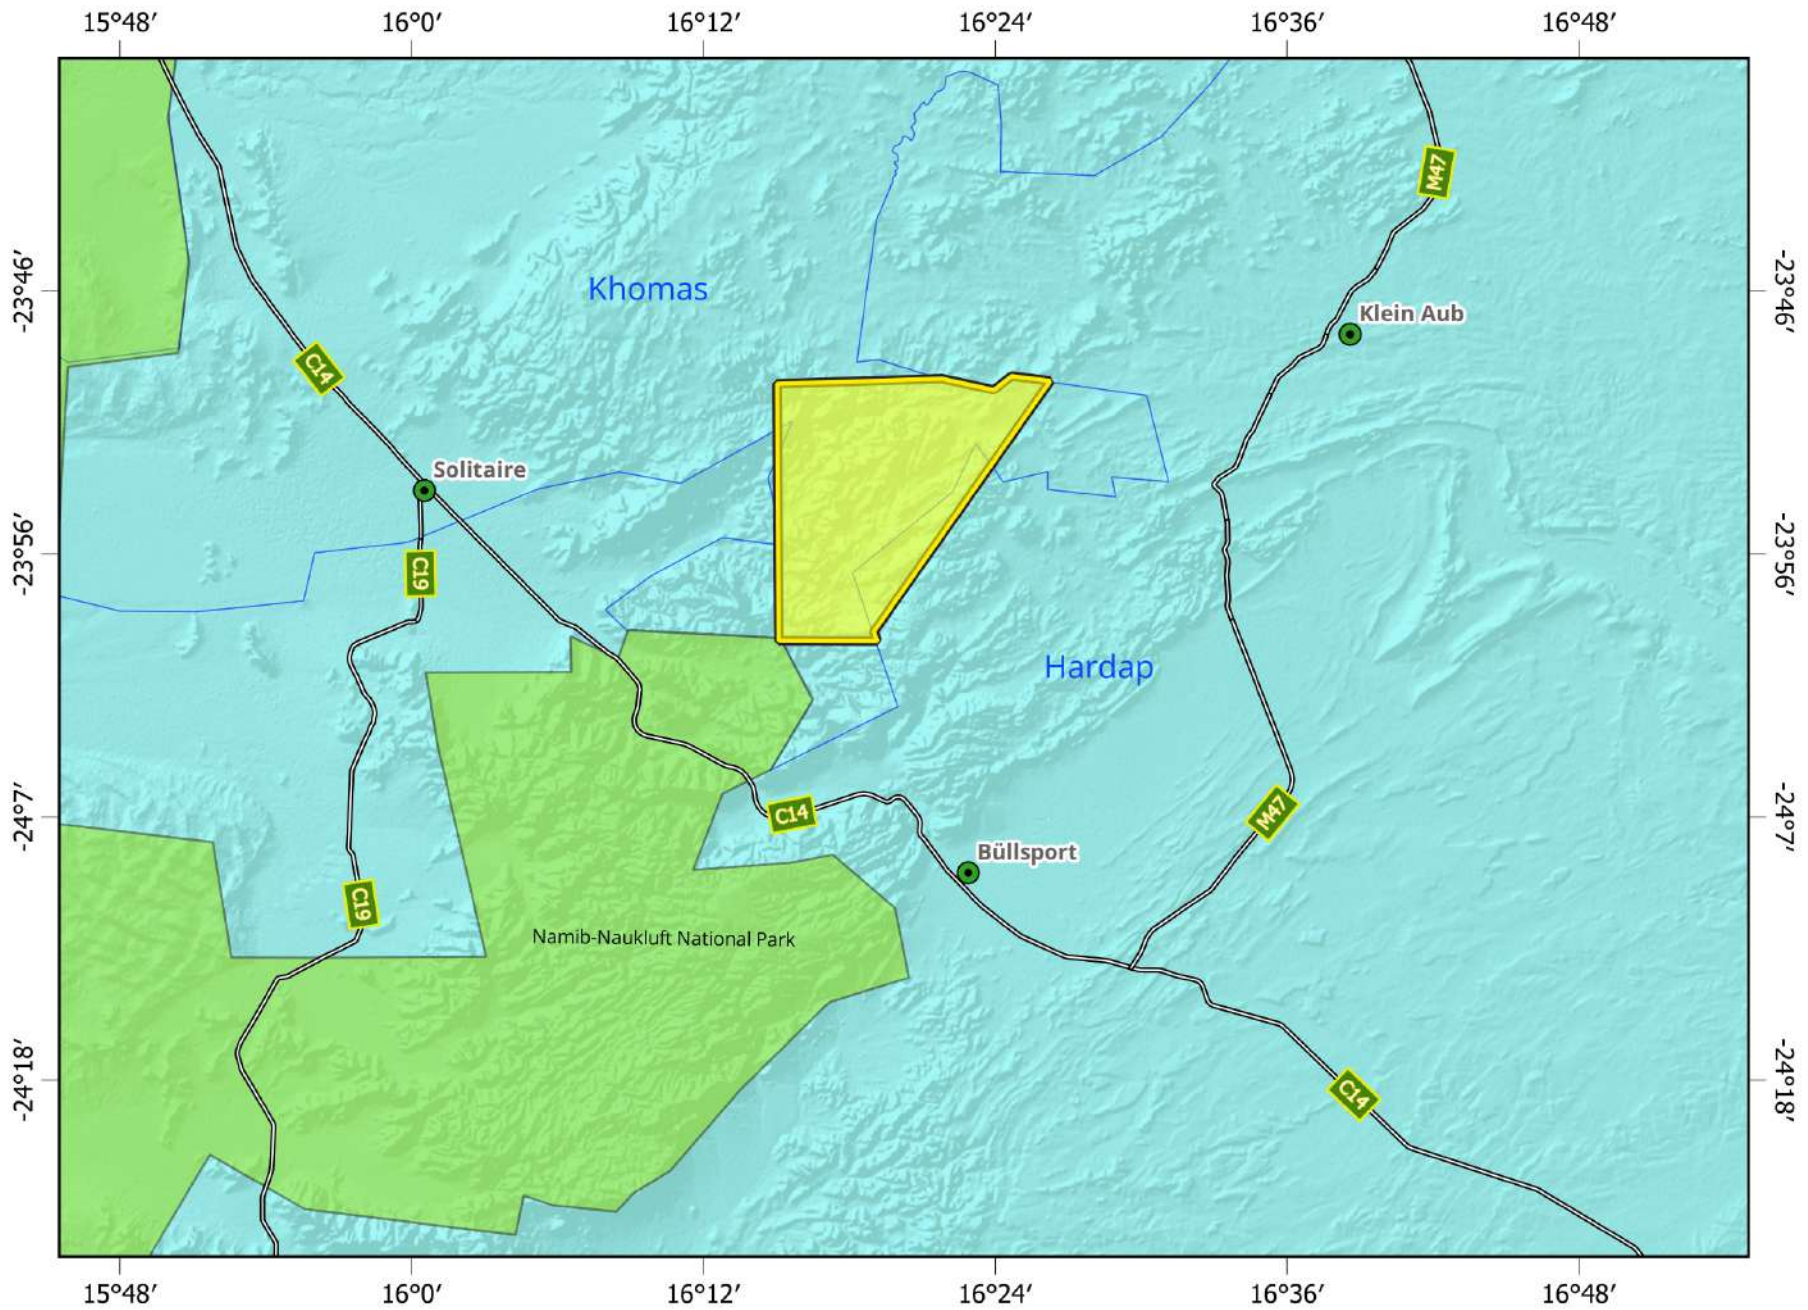 15°48′ 16°0′ 16°12′ 16°24′ 16°36′ 16°48′
M47
-23°46′
Khomas
-23°46′
Klein Aub
C14
Solitaire
-23°56′
C19
-23°56′
Hardap
-24°7′
C14
M47
-24°7′
Büllsport
C19
Namib-Naukluft National Park
-24°18′
C14
-24°18′
15°48′ 16°0′ 16°12′ 16°24′ 16°36′ 16°48′